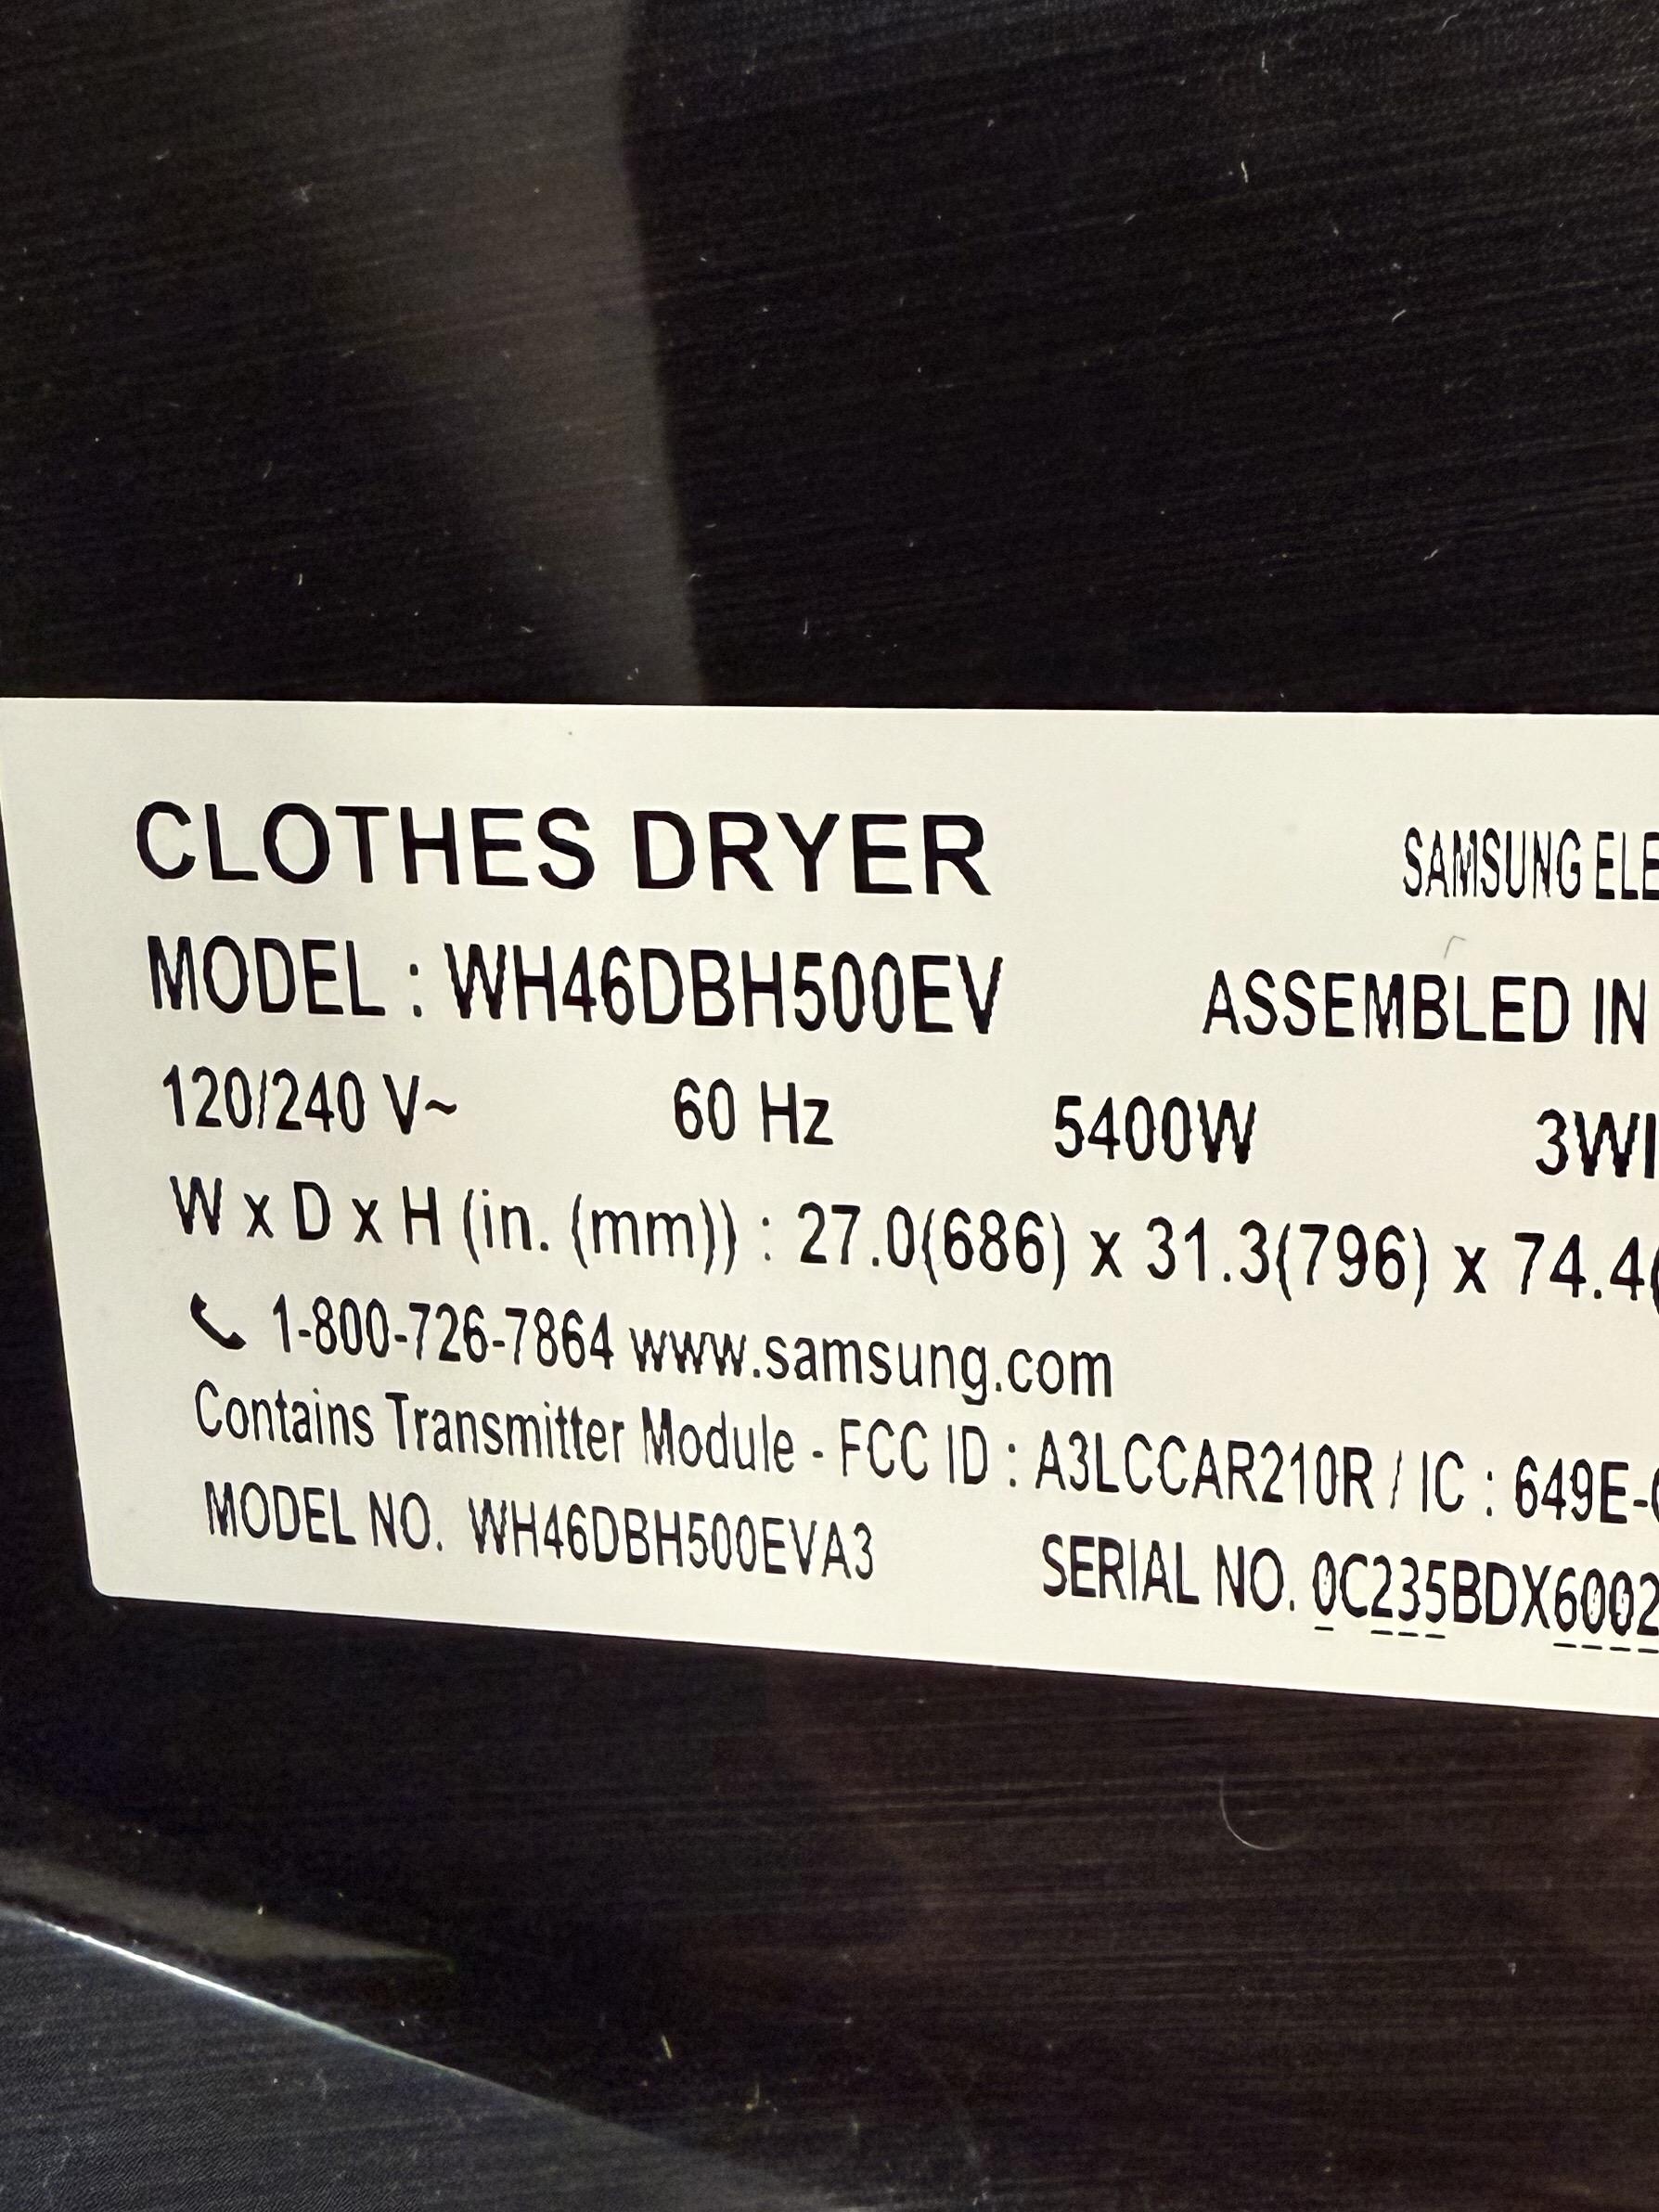 CLOTHES DRYER SAMSUNG ELE
MODEL : WH46DBH500EV ASSEMBLED IN
120/240 V~ 60 Hz 5400W 3WI
W x D x H (in. (mm)) : 27.0(686) x 31.3(796) x 74.4(
1-800-726-7864 www.samsung.com
Contains Transmitter Module - FCC ID : A3LCCAR210R / IC : 649E-
MODEL NO. WH46DBH500EVA3 SERIAL NO. 0C235BDX6002